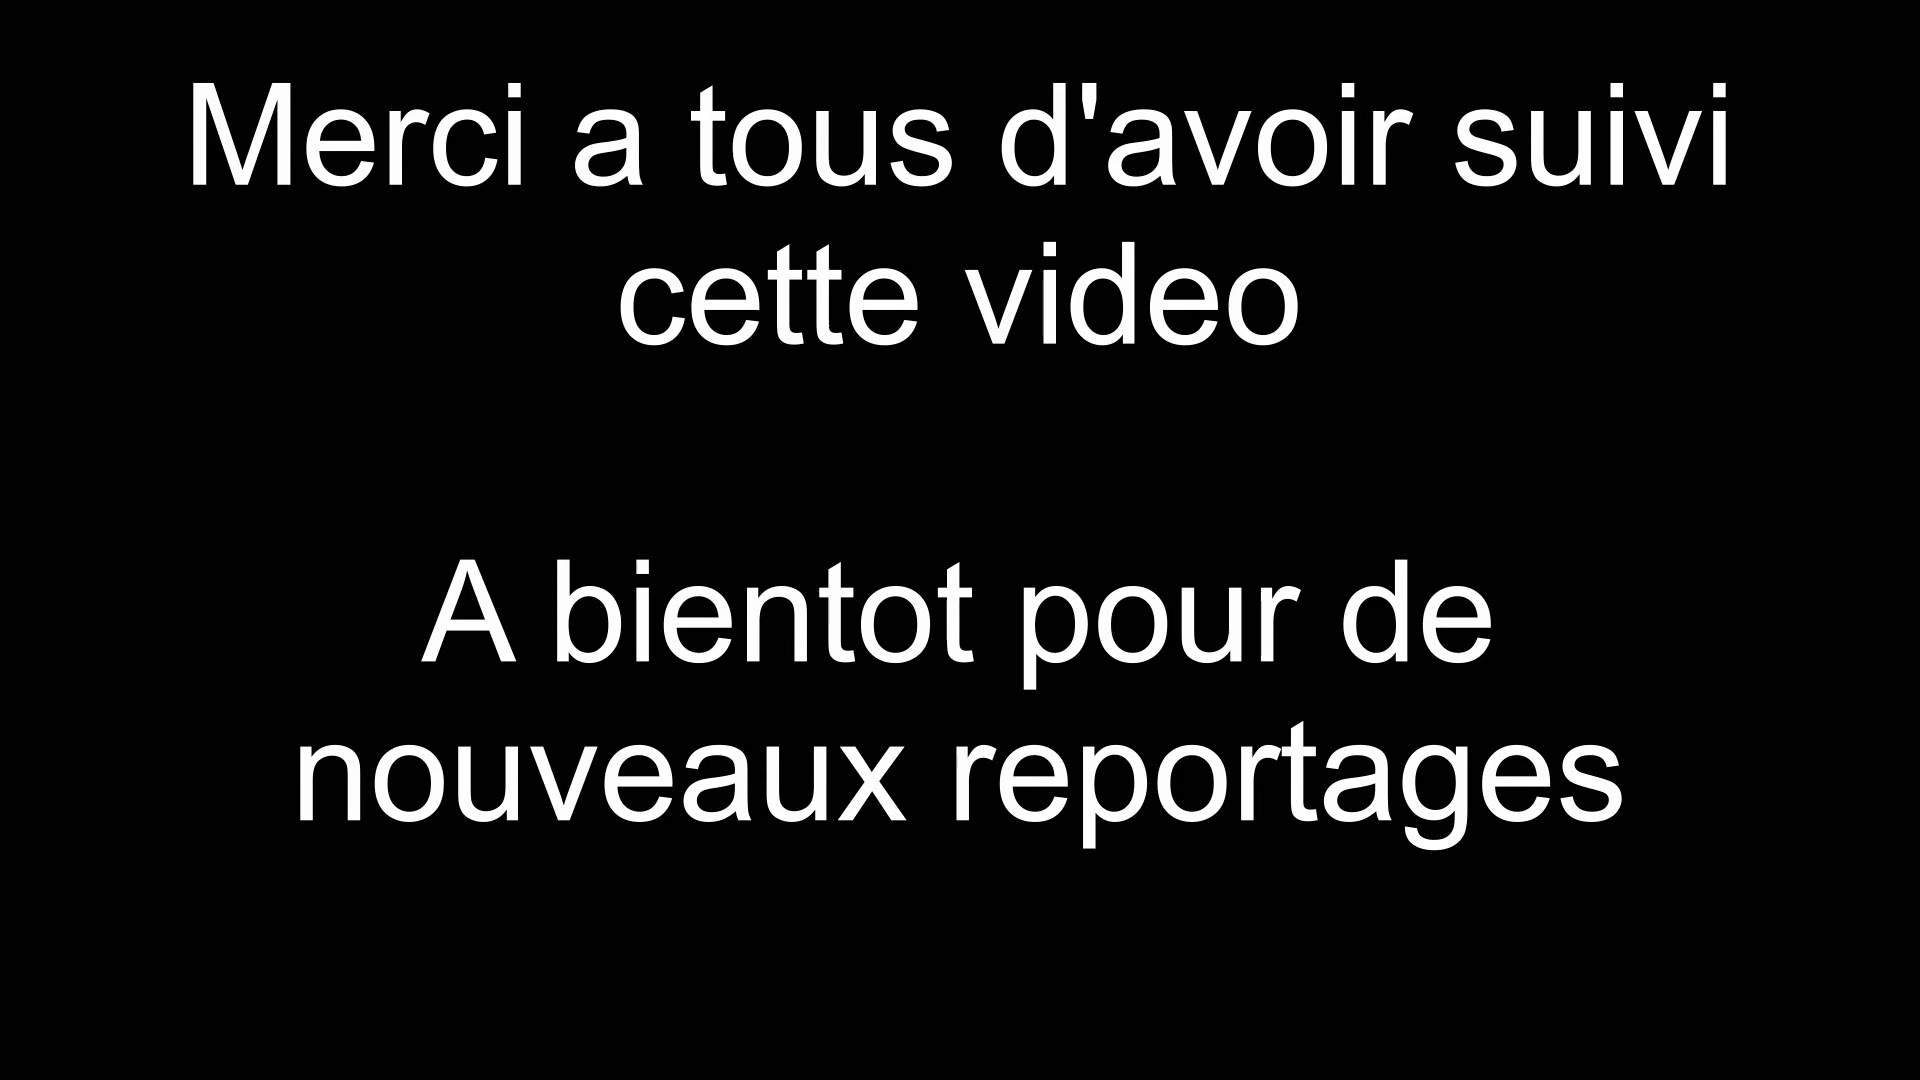 Merci a tous d'avoir suivi
cette video
A bientot pour de
nouveaux reportages